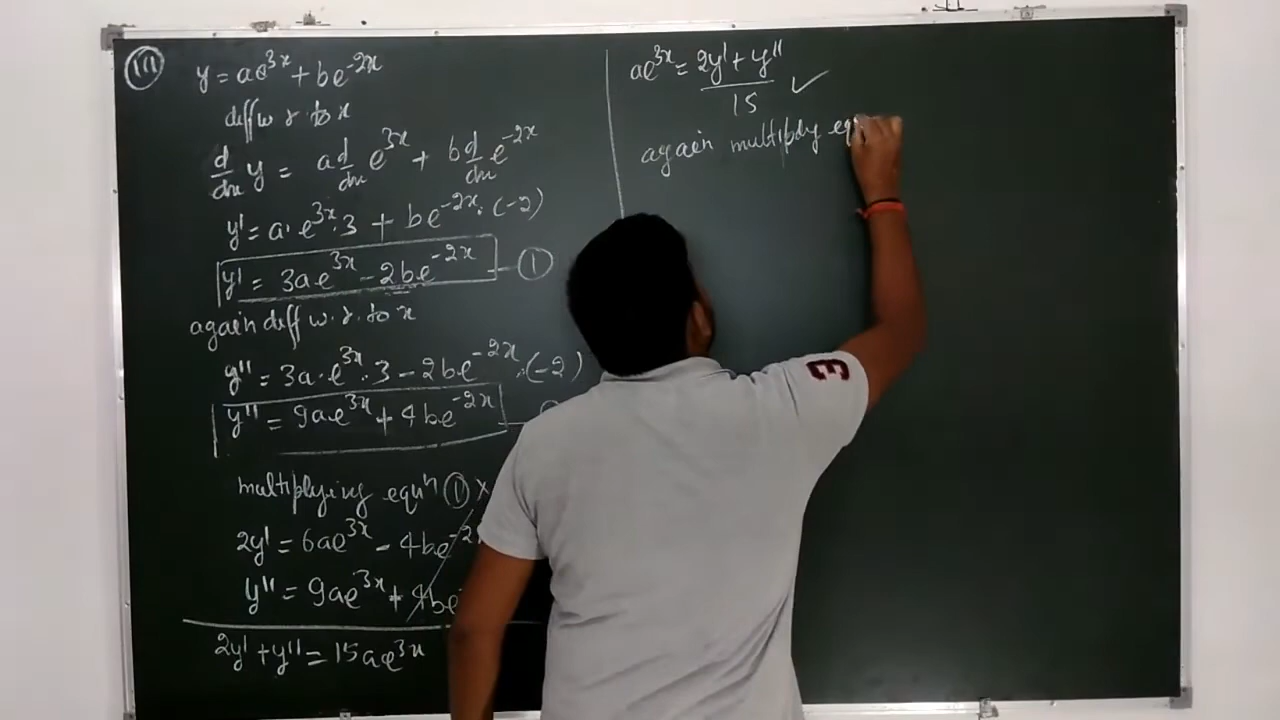 (III) y = ae^3x + be^-2x
diff w r to x
d/dx y = a d/dx e^3x + b d/dx e^-2x
y' = a. e^3x.3 + be^-2x. (-2)
y' = 3ae^3x - 2be^-2x - ①
again diff w.r. to x
y'' = 3a.e^3x.3 - 2be^-2x.(-2)
y'' = 9ae^3x + 4be^-2x -
multiplying equ'n ① x
2y' = 6ae^3x - 4be^-2x
y'' = 9ae^3x + 4be
2y' + y'' = 15ae^3x
ae^3x = 2y' + y'' / 15 ✓
again multiply eq
3